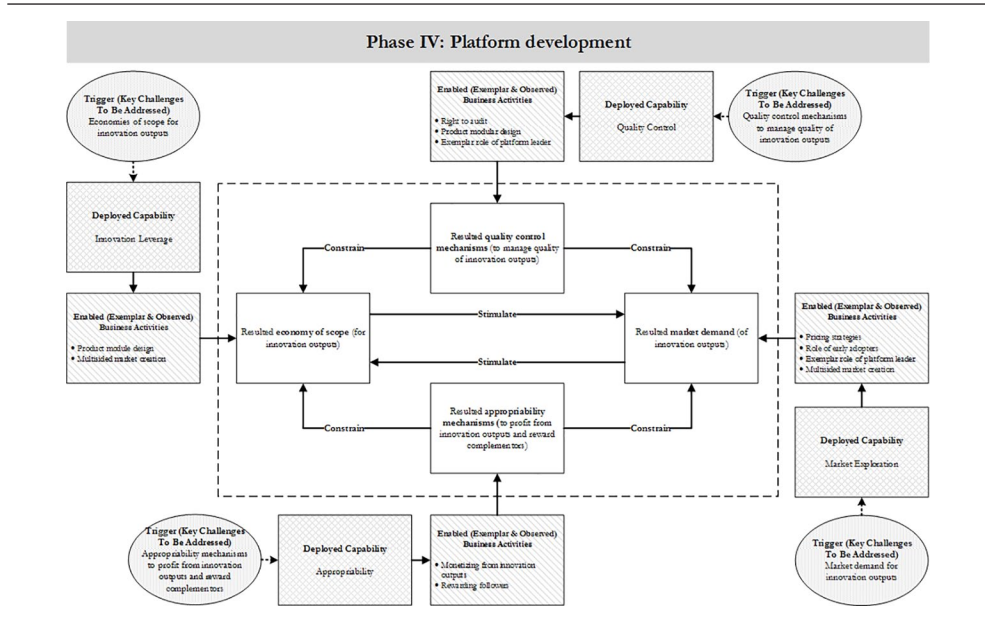 Phase IV: Platform development
Trigger (Key Challenges
To Be Addressed)
Economies of scope for
innovation outputs
Deployed Capability
Innovation Leverage
Enabled (Exemplar & Observed)
Business Activities
• Product module design
• Multisided market creation
Enabled (Exemplar & Observed)
Business Activities
• Right to audit
• Product modular design
• Exemplar role of platform leader
Deployed Capability
Quality Control
Trigger (Key Challenges
To Be Addressed)
Quality control mechanisms
to manage quality of
innovation outputs
Resulted quality control
mechanisms (to manage quality
of innovation outputs)
Constrain
Constrain
Resulted economy of scope (for
innovation outputs)
Stimulate
Stimulate
Resulted market demand (of
innovation outputs)
Resulted appropriability
mechanisms (to profit from
innovation outputs and reward
complementors)
Constrain
Constrain
Enabled (Exemplar & Observed)
Business Activities
• Pricing strategies
• Role of early adopters
• Exemplar role of platform leader
• Multisided market creation
Deployed Capability
Market Exploration
Trigger (Key Challenges
To Be Addressed)
Market demand for
innovation outputs
Trigger (Key Challenges
To Be Addressed)
Appropriability mechanisms
to profit from innovation
outputs and reward
complementors
Deployed Capability
Appropriability
Enabled (Exemplar & Observed)
Business Activities
• Monetizing from innovation
outputs
• Rewarding followers